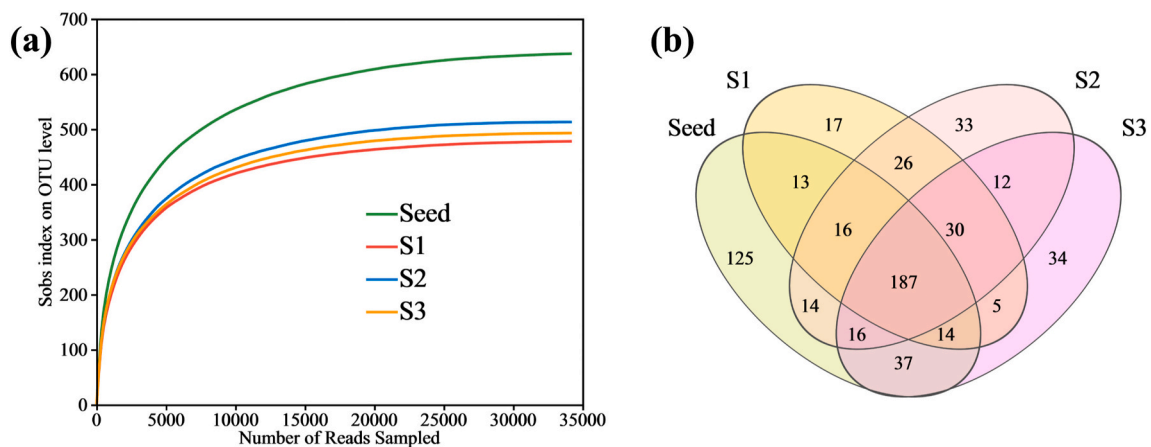 (a)
700
600
500
400
300
200
100
0
Sobs index on OTU level
Seed
S1
S2
S3
0 5000 10000 15000 20000 25000 30000 35000
Number of Reads Sampled
(b)
S1 S2
Seed S3
17 33
26
13 12
16 30
125 34
187
14 5
16 14
37